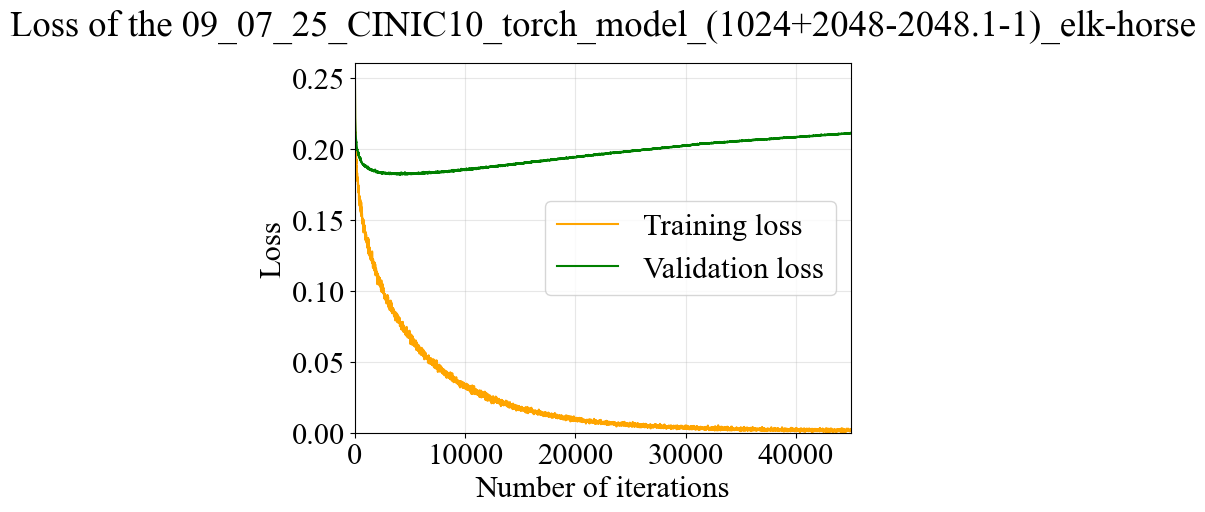 Loss of the 09_07_25_CINIC10_torch_model_(1024+2048-2048.1-1)_elk-horse
0.25
0.20
0.15
0.10
0.05
0.00
Loss
Training loss
Validation loss
0 10000 20000 30000 40000
Number of iterations